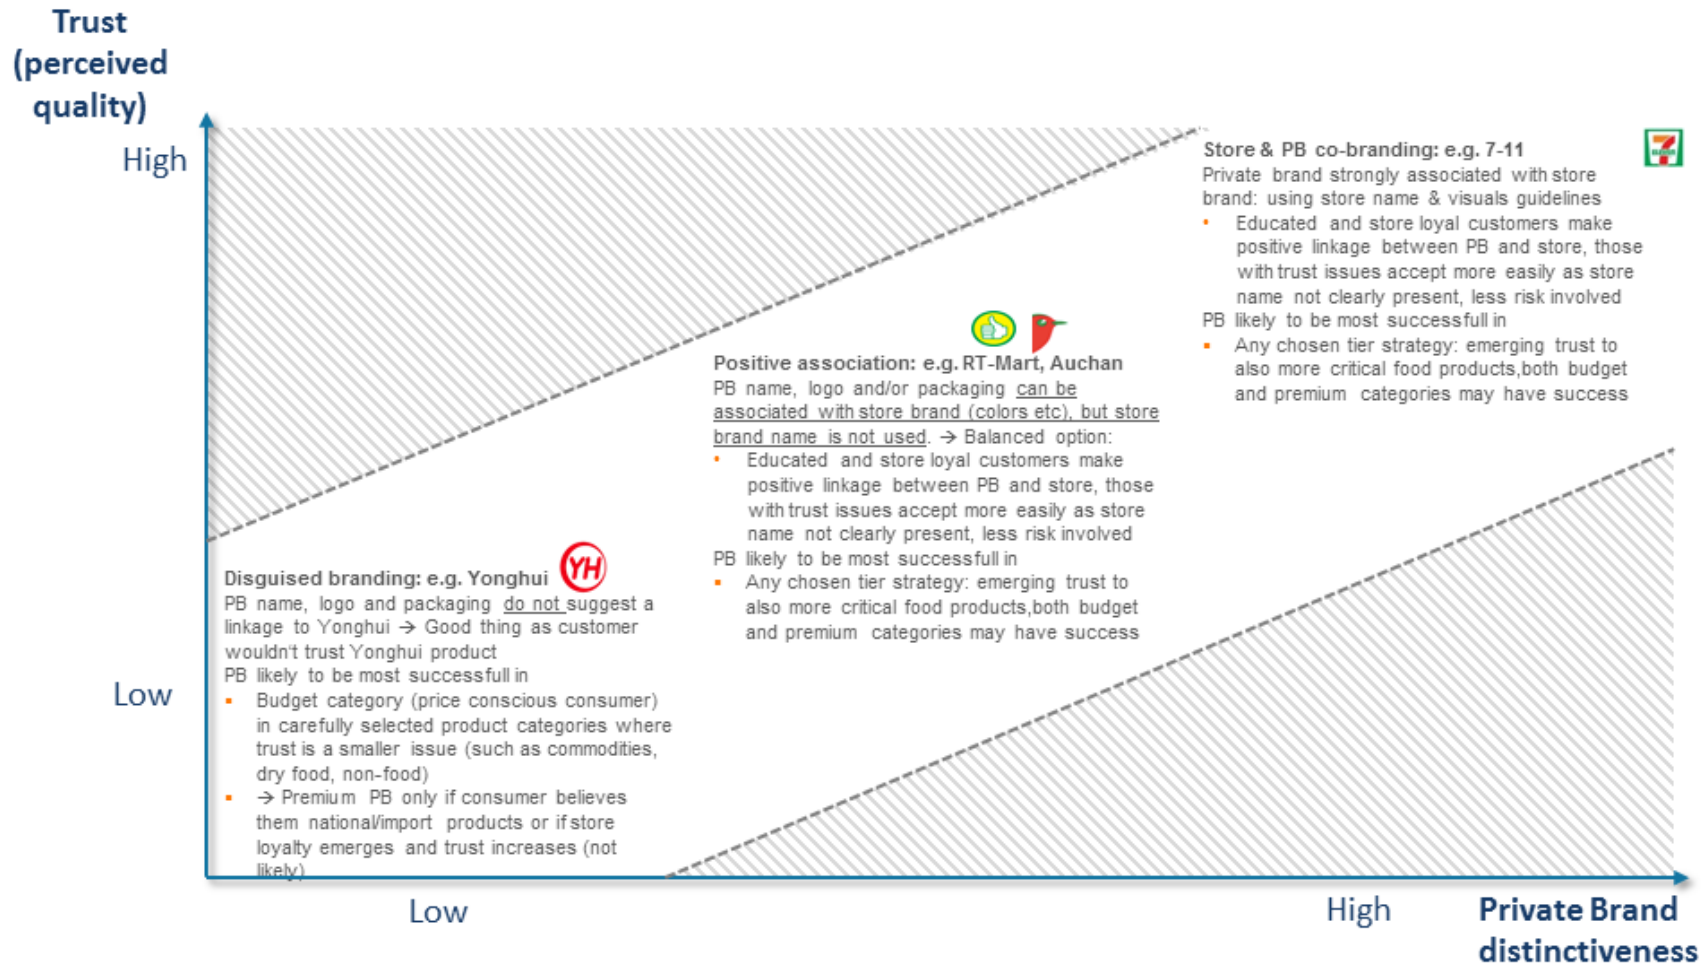 Trust
(perceived
quality)
High
Low
Store & PB co-branding: e.g. 7-11
Private brand strongly associated with store
brand: using store name & visuals guidelines
• Educated and store loyal customers make
positive linkage between PB and store, those
with trust issues accept more easily as store
name not clearly present, less risk involved
PB likely to be most successfull in
▪ Any chosen tier strategy: emerging trust to
also more critical food products,both budget
and premium categories may have success
Positive association: e.g. RT-Mart, Auchan
PB name, logo and/or packaging can be
associated with store brand (colors etc), but store
brand name is not used. → Balanced option:
• Educated and store loyal customers make
positive linkage between PB and store, those
with trust issues accept more easily as store
name not clearly present, less risk involved
PB likely to be most successfull in
▪ Any chosen tier strategy: emerging trust to
also more critical food products,both budget
and premium categories may have success
YH
Disguised branding: e.g. Yonghui
PB name, logo and packaging do not suggest a
linkage to Yonghui → Good thing as customer
wouldn't trust Yonghui product
PB likely to be most successfull in
▪ Budget category (price conscious consumer)
in carefully selected product categories where
trust is a smaller issue (such as commodities,
dry food, non-food)
▪ → Premium PB only if consumer believes
them national/import products or if store
loyalty emerges and trust increases (not
likely)
Low
High
Private Brand
distinctiveness